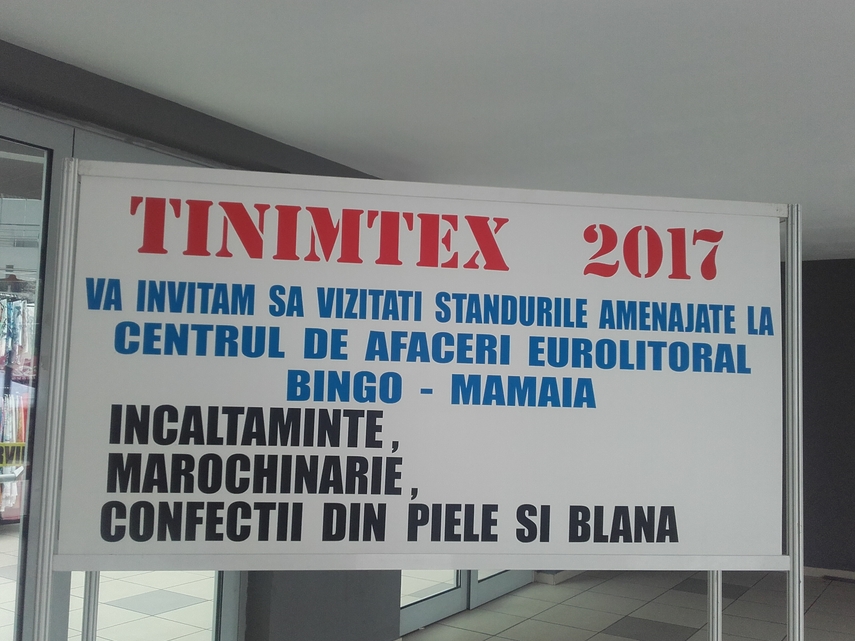 TINIMTEX 2017
VA INVITAM SA VIZITATI STANDURILE AMENAJATE LA
CENTRUL DE AFACERI EUROLITORAL
BINGO - MAMAIA
INCALTAMINTE,
MAROCHINARIE,
CONFECTII DIN PIELE SI BLANA